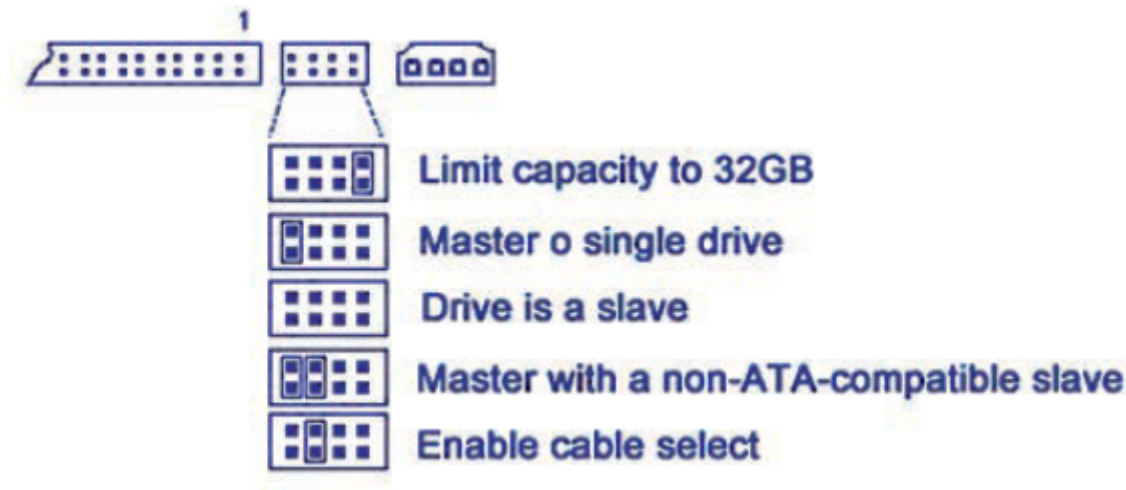 1
Limit capacity to 32GB
Master o single drive
Drive is a slave
Master with a non-ATA-compatible slave
Enable cable select